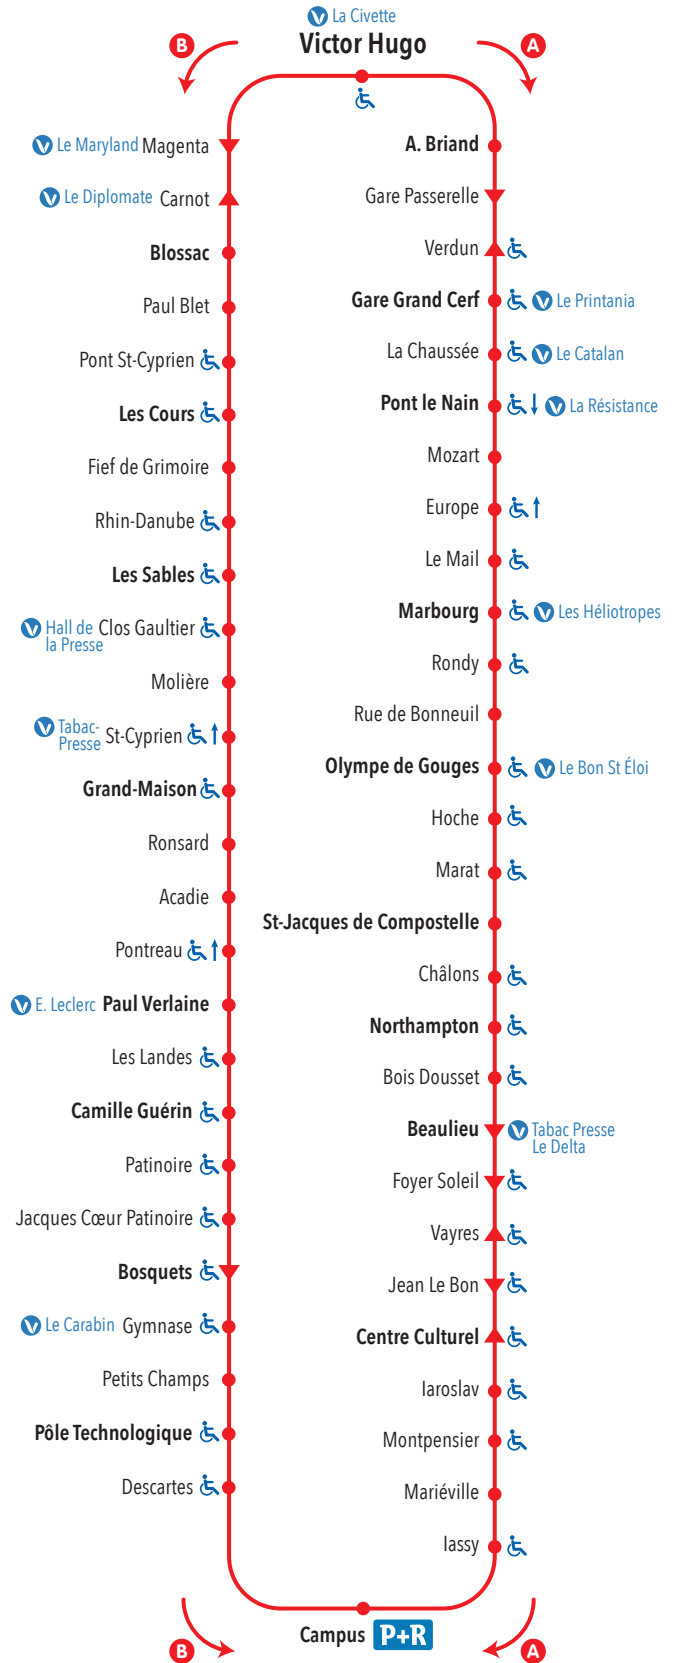 La Civette
Victor Hugo
B
A
Le Maryland Magenta
Le Diplomate Carnot
Blossac
Paul Blet
Pont St-Cyprien
Les Cours
Fief de Grimoire
Rhin-Danube
Les Sables
Hall de la Presse Clos Gaultier
Molière
Tabac-Presse St-Cyprien
Grand-Maison
Ronsard
Acadie
Pontreau
E. Leclerc Paul Verlaine
Les Landes
Camille Guérin
Patinoire
Jacques Cœur Patinoire
Bosquets
Le Carabin Gymnase
Petits Champs
Pôle Technologique
Descartes
A. Briand
Gare Passerelle
Verdun
Gare Grand Cerf Le Printania
La Chaussée Le Catalan
Pont le Nain La Résistance
Mozart
Europe
Le Mail
Marbourg Les Héliotropes
Rondy
Rue de Bonneuil
Olympe de Gouges Le Bon St Éloi
Hoche
Marat
St-Jacques de Compostelle
Châlons
Northampton
Bois Dousset
Beaulieu Tabac Presse
Le Delta
Foyer Soleil
Vayres
Jean Le Bon
Centre Culturel
Iaroslav
Montpensier
Mariéville
Iassy
Campus P+R
B
A